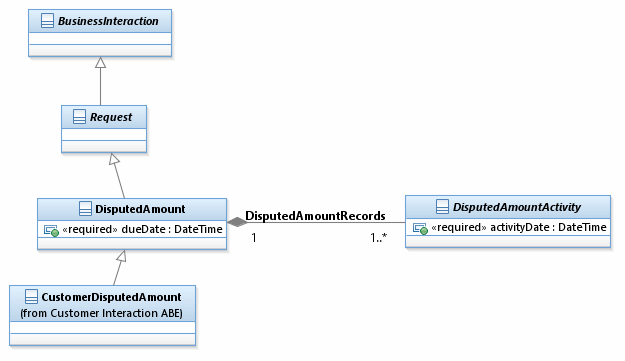 BusinessInteraction
Request
DisputedAmount
«required» dueDate : DateTime
DisputedAmountRecords
1
1..*
DisputedAmountActivity
«required» activityDate : DateTime
CustomerDisputedAmount
(from Customer Interaction ABE)